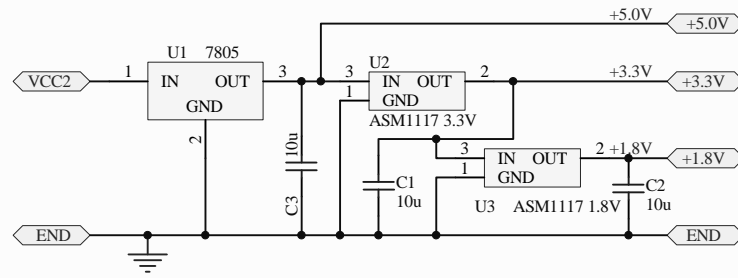 +5.0V
+5.0V
U1 7805
U2
VCC2
1
IN OUT
GND
2
3
3
IN OUT
1
GND
2
+3.3V
+3.3V
ASM1117 3.3V
10u
C3
3
IN OUT
1
GND
2
+1.8V
+1.8V
C1
10u
U3 ASM1117 1.8V
C2
10u
END
END